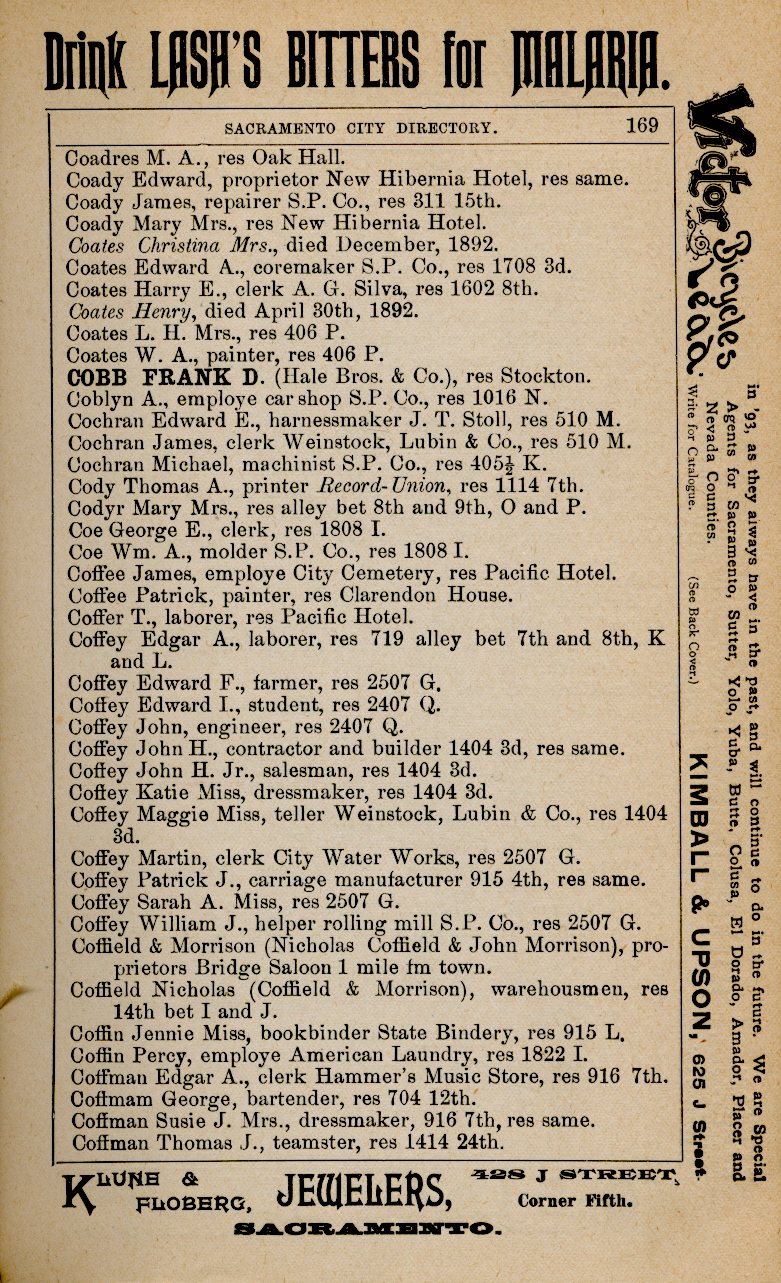 Drink LASH'S BITTERS for MALARIA.
SACRAMENTO CITY DIRECTORY. 169
Coadres M. A., res Oak Hall.
Coady Edward, proprietor New Hibernia Hotel, res same.
Coady James, repairer S.P. Co., res 311 15th.
Coady Mary Mrs., res New Hibernia Hotel.
Coates Christina Mrs., died December, 1892.
Coates Edward A., coremaker S.P. Co., res 1708 3d.
Coates Harry E., clerk A. G. Silva, res 1602 8th.
Coates Henry, died April 30th, 1892.
Coates L. H. Mrs., res 406 P.
Coates W. A., painter, res 406 P.
COBB FRANK D. (Hale Bros. & Co.), res Stockton.
Coblyn A., employe car shop S.P. Co., res 1016 N.
Cochran Edward E., harnessmaker J. T. Stoll, res 510 M.
Cochran James, clerk Weinstock, Lubin & Co., res 510 M.
Cochran Michael, machinist S.P. Co., res 405½ K.
Cody Thomas A., printer Record-Union, res 1114 7th.
Codyr Mary Mrs., res alley bet 8th and 9th, O and P.
Coe George E., clerk, res 1808 I.
Coe Wm. A., molder S.P. Co., res 1808 I.
Coffee James, employe City Cemetery, res Pacific Hotel.
Coffee Patrick, painter, res Clarendon House.
Coffer T., laborer, res Pacific Hotel.
Coffey Edgar A., laborer, res 719 alley bet 7th and 8th, K
and L.
Coffey Edward F., farmer, res 2507 G.
Coffey Edward I., student, res 2407 Q.
Coffey John, engineer, res 2407 Q.
Coffey John H., contractor and builder 1404 3d, res same.
Coffey John H. Jr., salesman, res 1404 3d.
Coffey Katie Miss, dressmaker, res 1404 3d.
Coffey Maggie Miss, teller Weinstock, Lubin & Co., res 1404
3d.
Coffey Martin, clerk City Water Works, res 2507 G.
Coffey Patrick J., carriage manufacturer 915 4th, res same.
Coffey Sarah A. Miss, res 2507 G.
Coffey William J., helper rolling mill S.P. Co., res 2507 G.
Coffield & Morrison (Nicholas Coffield & John Morrison), pro-
prietors Bridge Saloon 1 mile fm town.
Coffield Nicholas (Coffield & Morrison), warehousmen, res
14th bet I and J.
Coffin Jennie Miss, bookbinder State Bindery, res 915 L.
Coffin Percy, employe American Laundry, res 1822 I.
Coffman Edgar A., clerk Hammer's Music Store, res 916 7th.
Coffmam George, bartender, res 704 12th.
Coffman Susie J. Mrs., dressmaker, 916 7th, res same.
Coffman Thomas J., teamster, res 1414 24th.
Victor Bicycles Lead.
in '93, as they always have in the past, and will continue to do in the future. We are Special
Agents for Sacramento, Sutter, Yolo, Yuba, Butte, Colusa, El Dorado, Amador, Placer and
Nevada Counties.
Write for Catalogue. (See Back Cover.) KIMBALL & UPSON, 625 J Street.
KLUNE & FLOBERG, JEWELERS, 428 J STREET,
Corner Fifth.
SACRAMENTO.